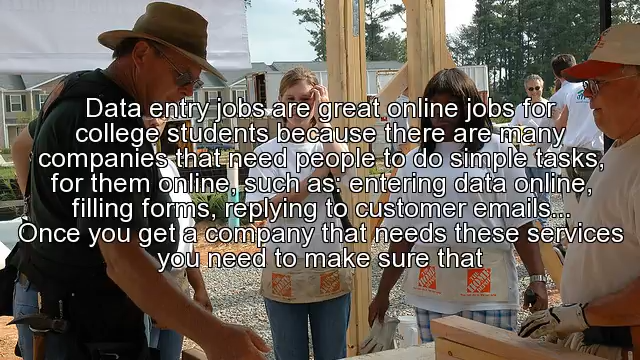 Data entry jobs are great online jobs for
college students because there are many
companies that need people to do simple tasks,
for them online, such as: entering data online,
filling forms, replying to customer emails...
Once you get a company that needs these services
you need to make sure that